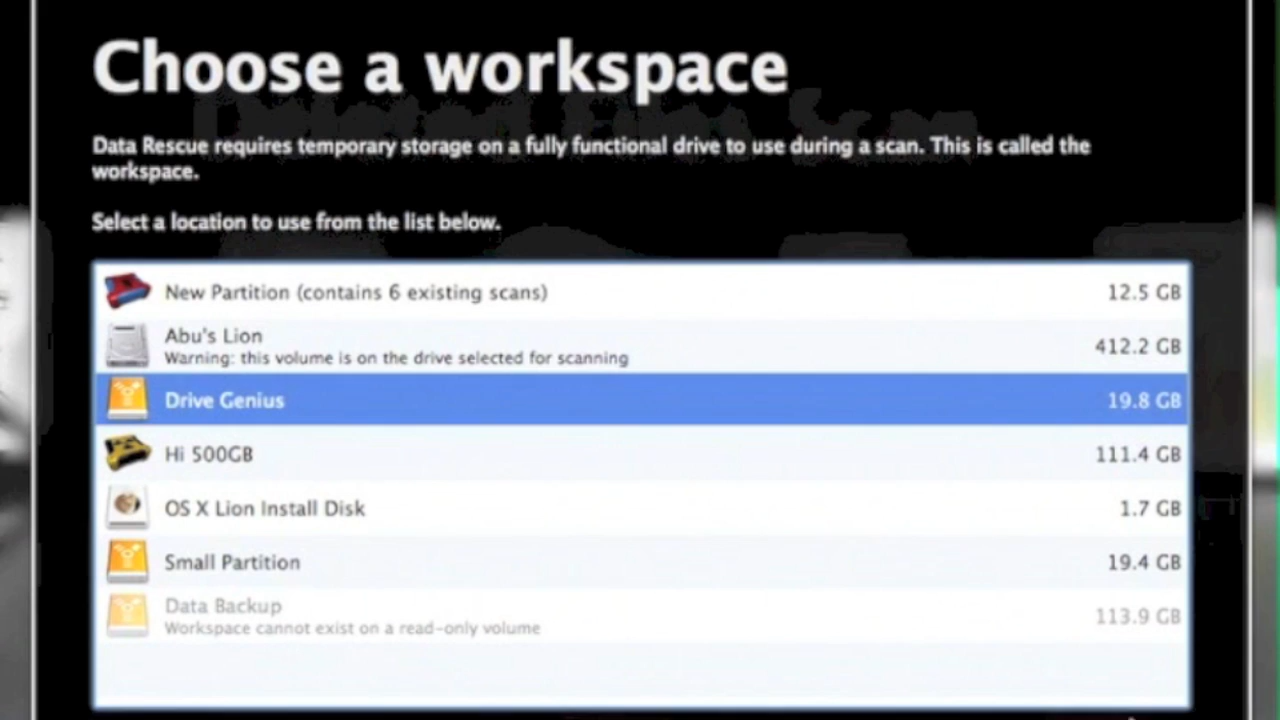 Choose a workspace
Data Rescue requires temporary storage on a fully functional drive to use during a scan. This is called the
workspace.
Select a location to use from the list below.
New Partition (contains 6 existing scans) 12.5 GB
Abu's Lion
Warning: this volume is on the drive selected for scanning
412.2 GB
Drive Genius 19.8 GB
Hi 500GB 111.4 GB
OS X Lion Install Disk 1.7 GB
Small Partition 19.4 GB
Data Backup
Workspace cannot exist on a read-only volume
113.9 GB